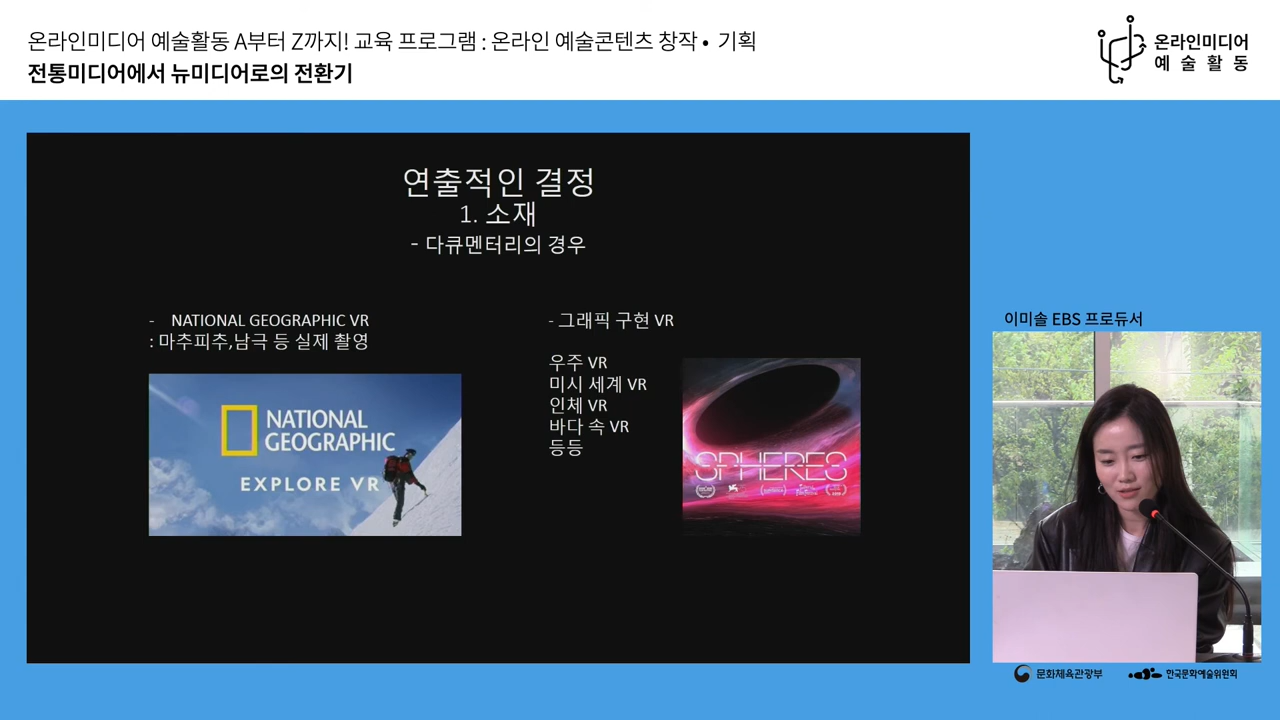 온라인미디어 예술활동 A부터 Z까지! 교육 프로그램 : 온라인 예술콘텐츠 창작 • 기획
전통미디어에서 뉴미디어로의 전환기
온라인미디어
예 술 활 동
연출적인 결정
1. 소재
- 다큐멘터리의 경우
- NATIONAL GEOGRAPHIC VR
: 마추피추,남극 등 실제 촬영
NATIONAL
GEOGRAPHIC
EXPLORE VR
- 그래픽 구현 VR
우주 VR
미시 세계 VR
인체 VR
바다 속 VR
등등
SPHERES
이미솔 EBS 프로듀서
문화체육관광부
한국문화예술위원회